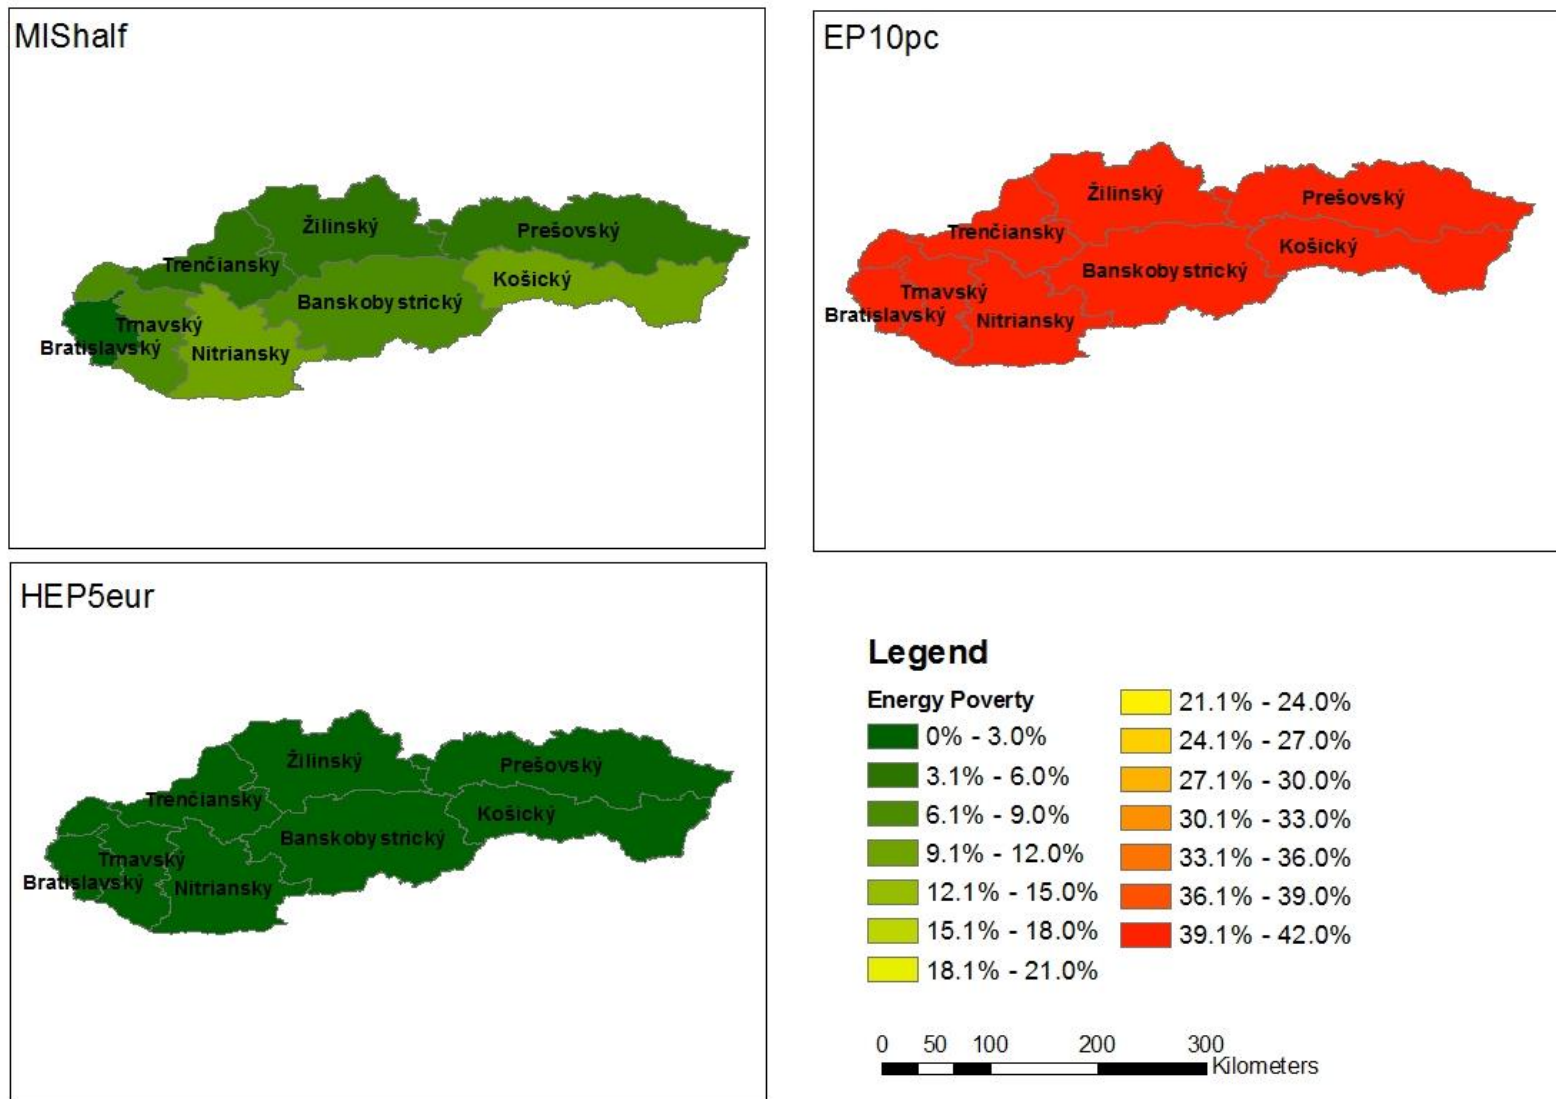 MIShalf
Žilinský
Prešovský
Trenčiansky
Košický
Banskobystrický
Trnavský
Bratislavský
Nitriansky
EP10pc
Žilinský
Prešovský
Trenčiansky
Košický
Banskobystrický
Trnavský
Bratislavský
Nitriansky
HEP5eur
Žilinský
Prešovský
Trenčiansky
Košický
Banskobystrický
Trnavský
Bratislavský
Nitriansky
Legend
Energy Poverty
0% - 3.0%
3.1% - 6.0%
6.1% - 9.0%
9.1% - 12.0%
12.1% - 15.0%
15.1% - 18.0%
18.1% - 21.0%
21.1% - 24.0%
24.1% - 27.0%
27.1% - 30.0%
30.1% - 33.0%
33.1% - 36.0%
36.1% - 39.0%
39.1% - 42.0%
0 50 100 200 300
Kilometers